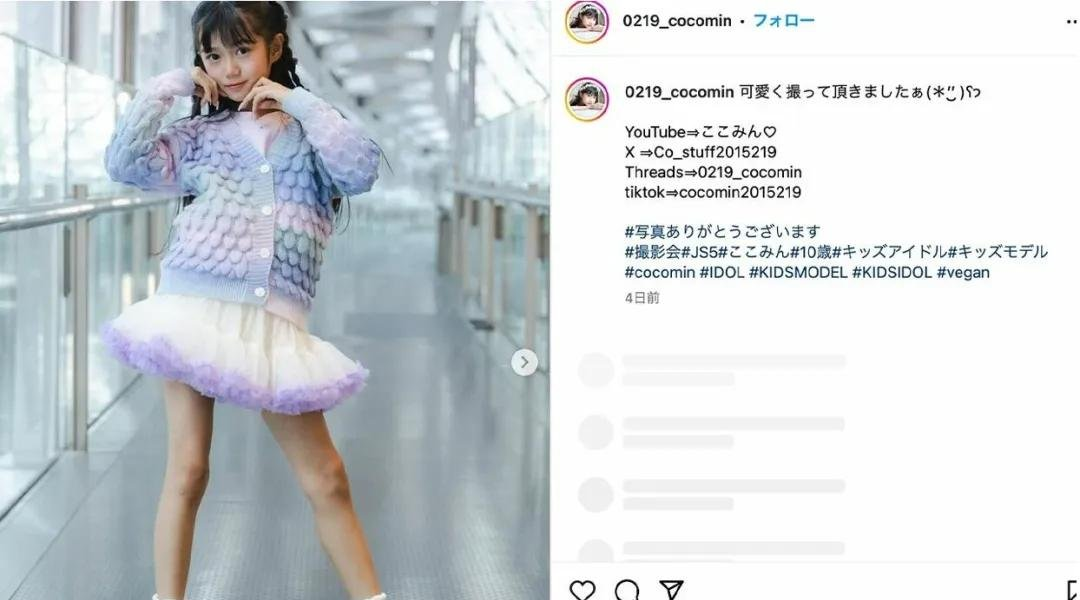 0219_cocomin • フォロー
0219_cocomin 可愛く撮って頂きましたぁ(*¨̮)ʕ၁
YouTube⇒ここみん♡
X ⇒Co_stuff2015219
Threads⇒0219_cocomin
tiktok⇒cocomin2015219
#写真ありがとうございます
#撮影会#JS5#ここみん#10歳#キッズアイドル#キッズモデル
#cocomin #IDOL #KIDSMODEL #KIDSIDOL #vegan
4日前